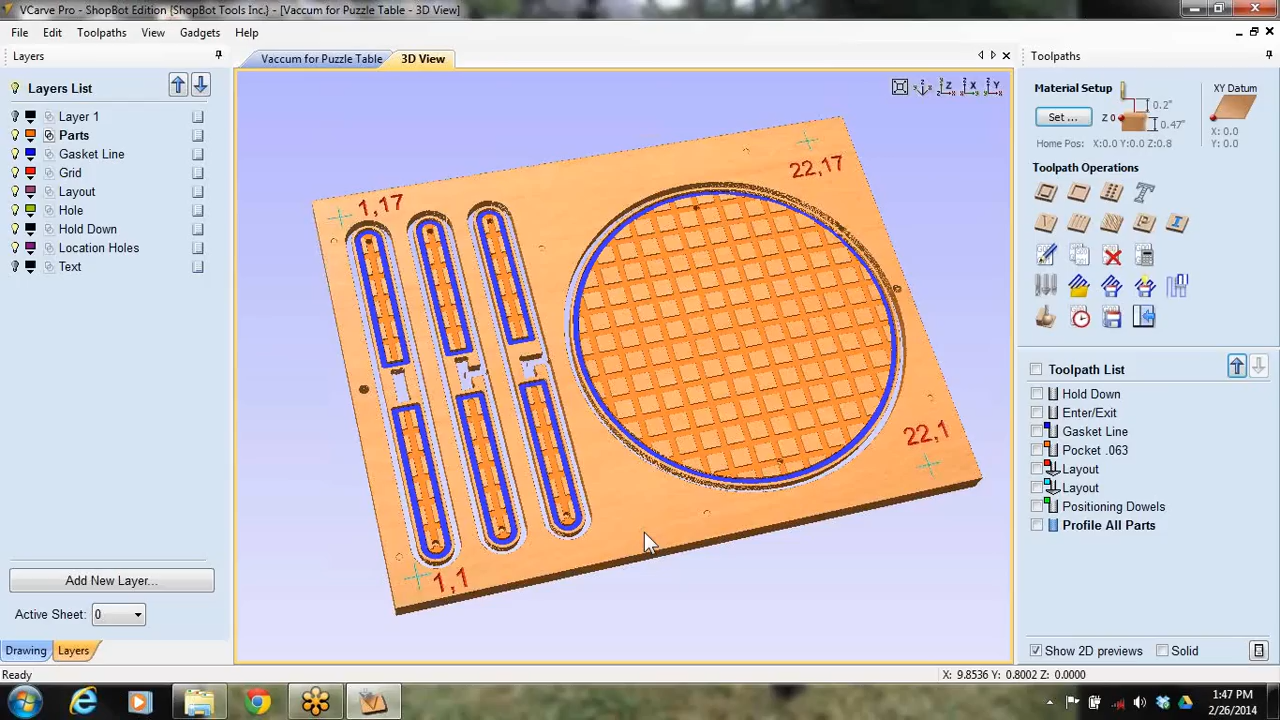 VCarve Pro - ShopBot Edition (ShopBot Tools Inc.) - [Vaccum for Puzzle Table - 3D View]
File Edit Toolpaths View Gadgets Help
Layers
Layers List
Layer 1
Parts
Gasket Line
Grid
Layout
Hole
Hold Down
Location Holes
Text
Add New Layer...
Active Sheet: 0
Drawing Layers
Ready
Vaccum for Puzzle Table 3D View
Z X Y
1,17
22,17
22,1
1,1
Toolpaths
Material Setup
Set ...
Z 0
0.2"
0.47"
XY Datum
X: 0.0
Y: 0.0
Home Pos: X:0.0 Y:0.0 Z:0.8
Toolpath Operations
Toolpath List
Hold Down
Enter/Exit
Gasket Line
Pocket .063
Layout
Layout
Positioning Dowels
Profile All Parts
Show 2D previews Solid
X: 9.8536 Y: 0.8002 Z: 0.0000
1:47 PM
2/26/2014